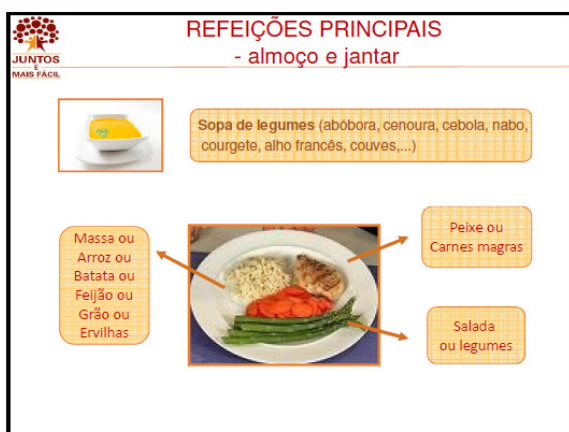 JUNTOS
É
MAIS FÁCIL
REFEIÇÕES PRINCIPAIS
- almoço e jantar
Sopa de legumes (abóbora, cenoura, cebola, nabo,
courgete, alho francês, couves,...)
Massa ou
Arroz ou
Batata ou
Feijão ou
Grão ou
Ervilhas
Peixe ou
Carnes magras
Salada
ou legumes